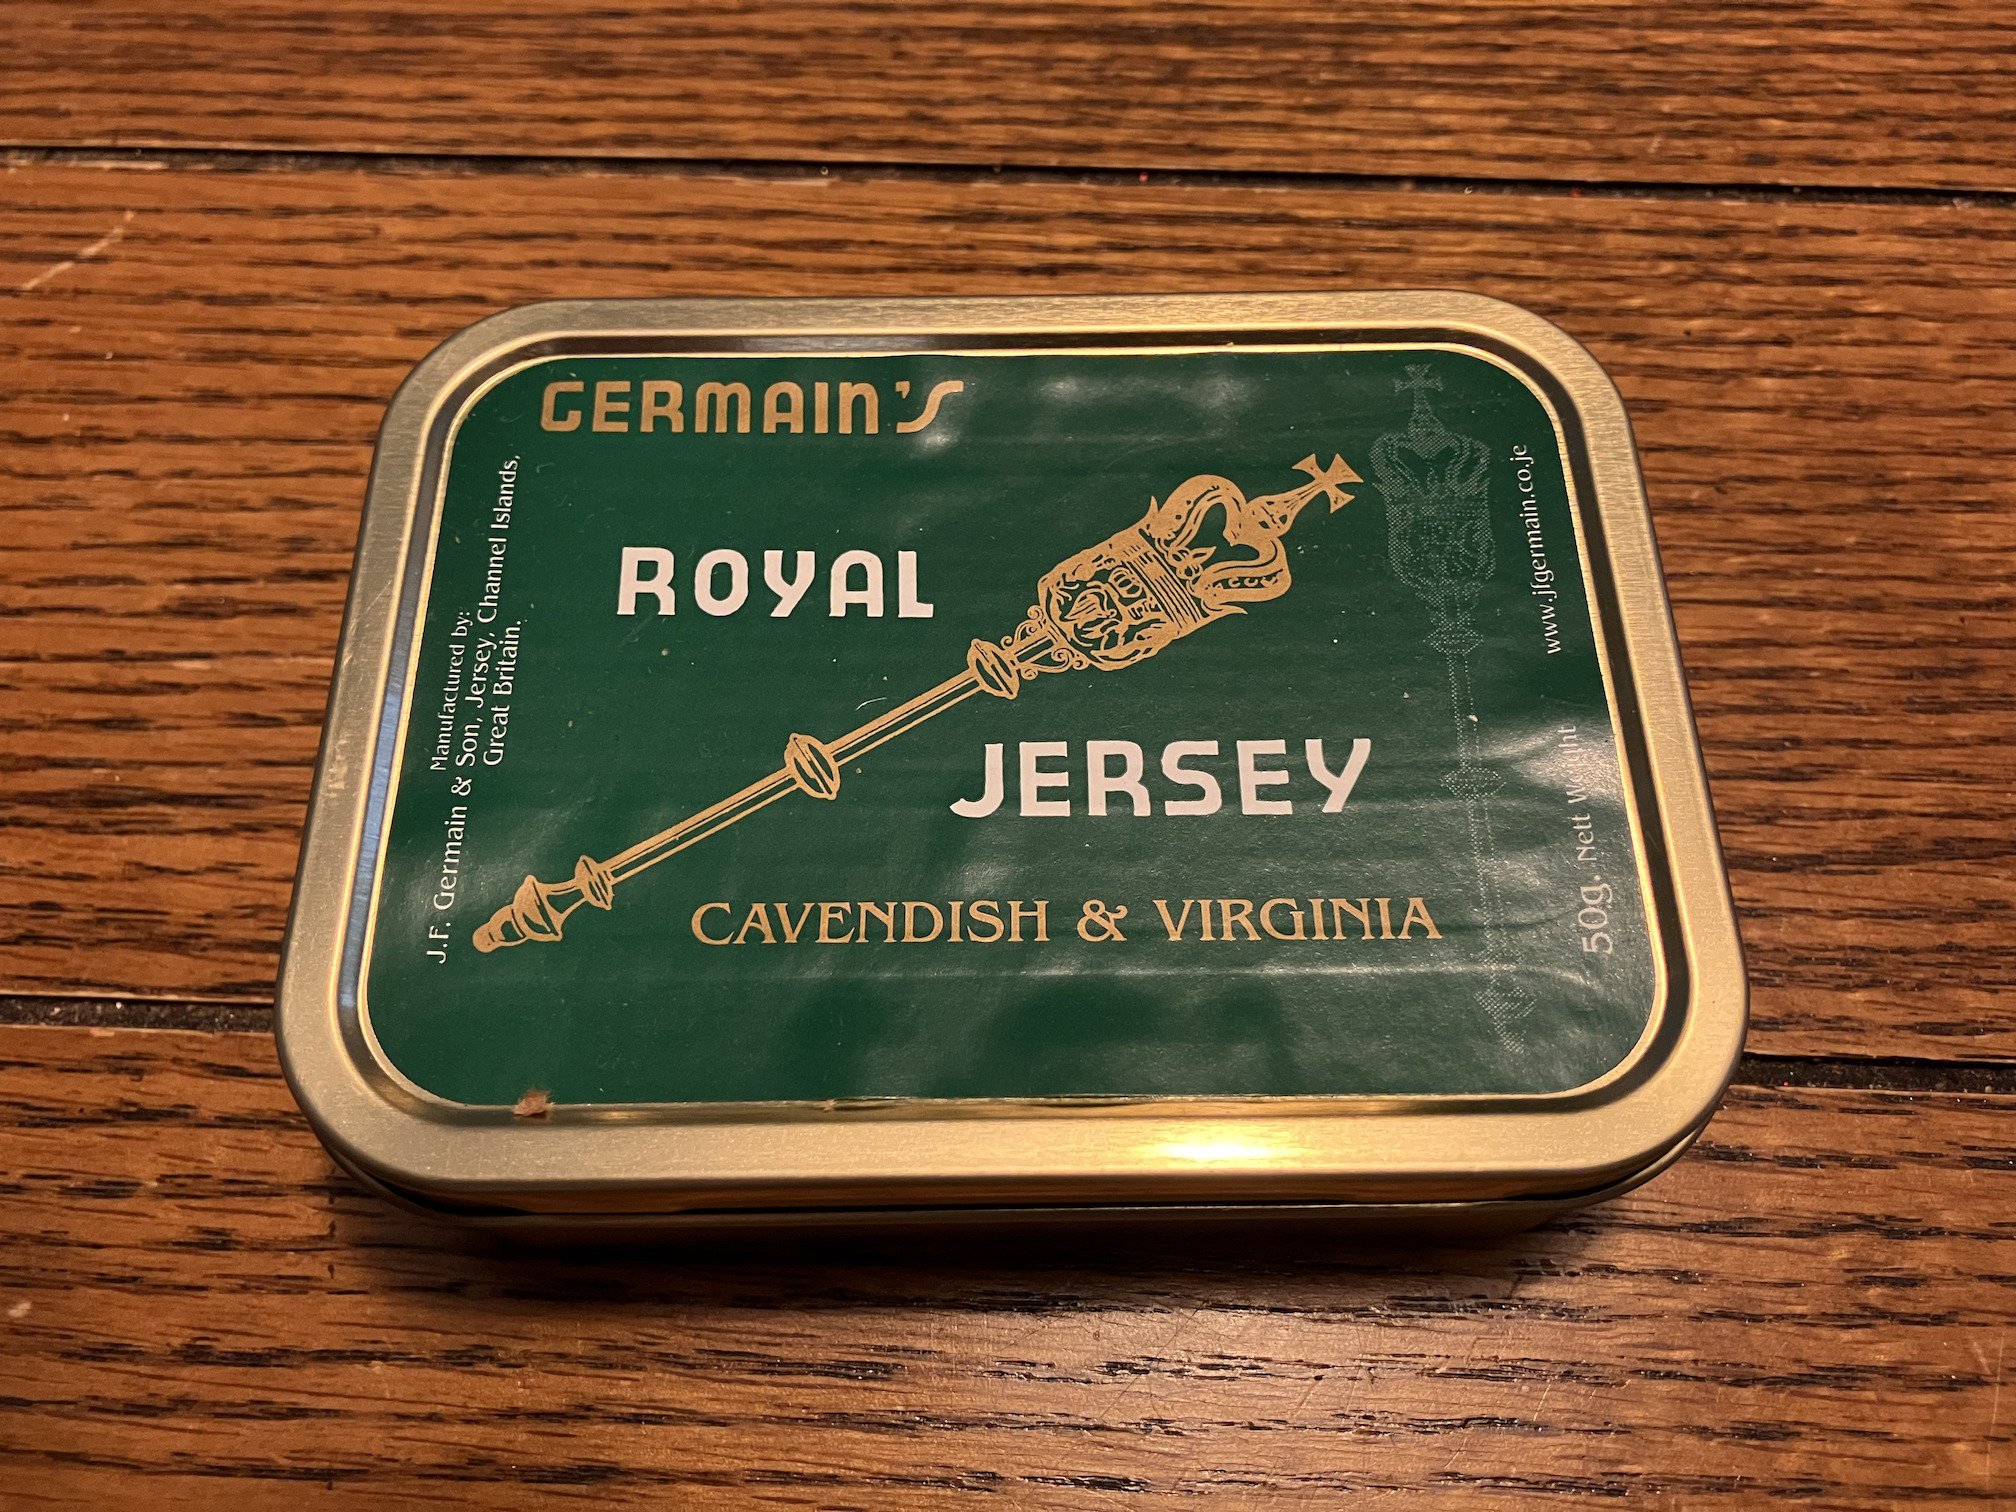 GERMAIN'S
ROYAL
JERSEY
CAVENDISH & VIRGINIA
Manufactured by:
J.F. Germain & Son, Jersey, Channel Islands,
Great Britain.
www.jfgermain.co.je
50g. Nett Weight